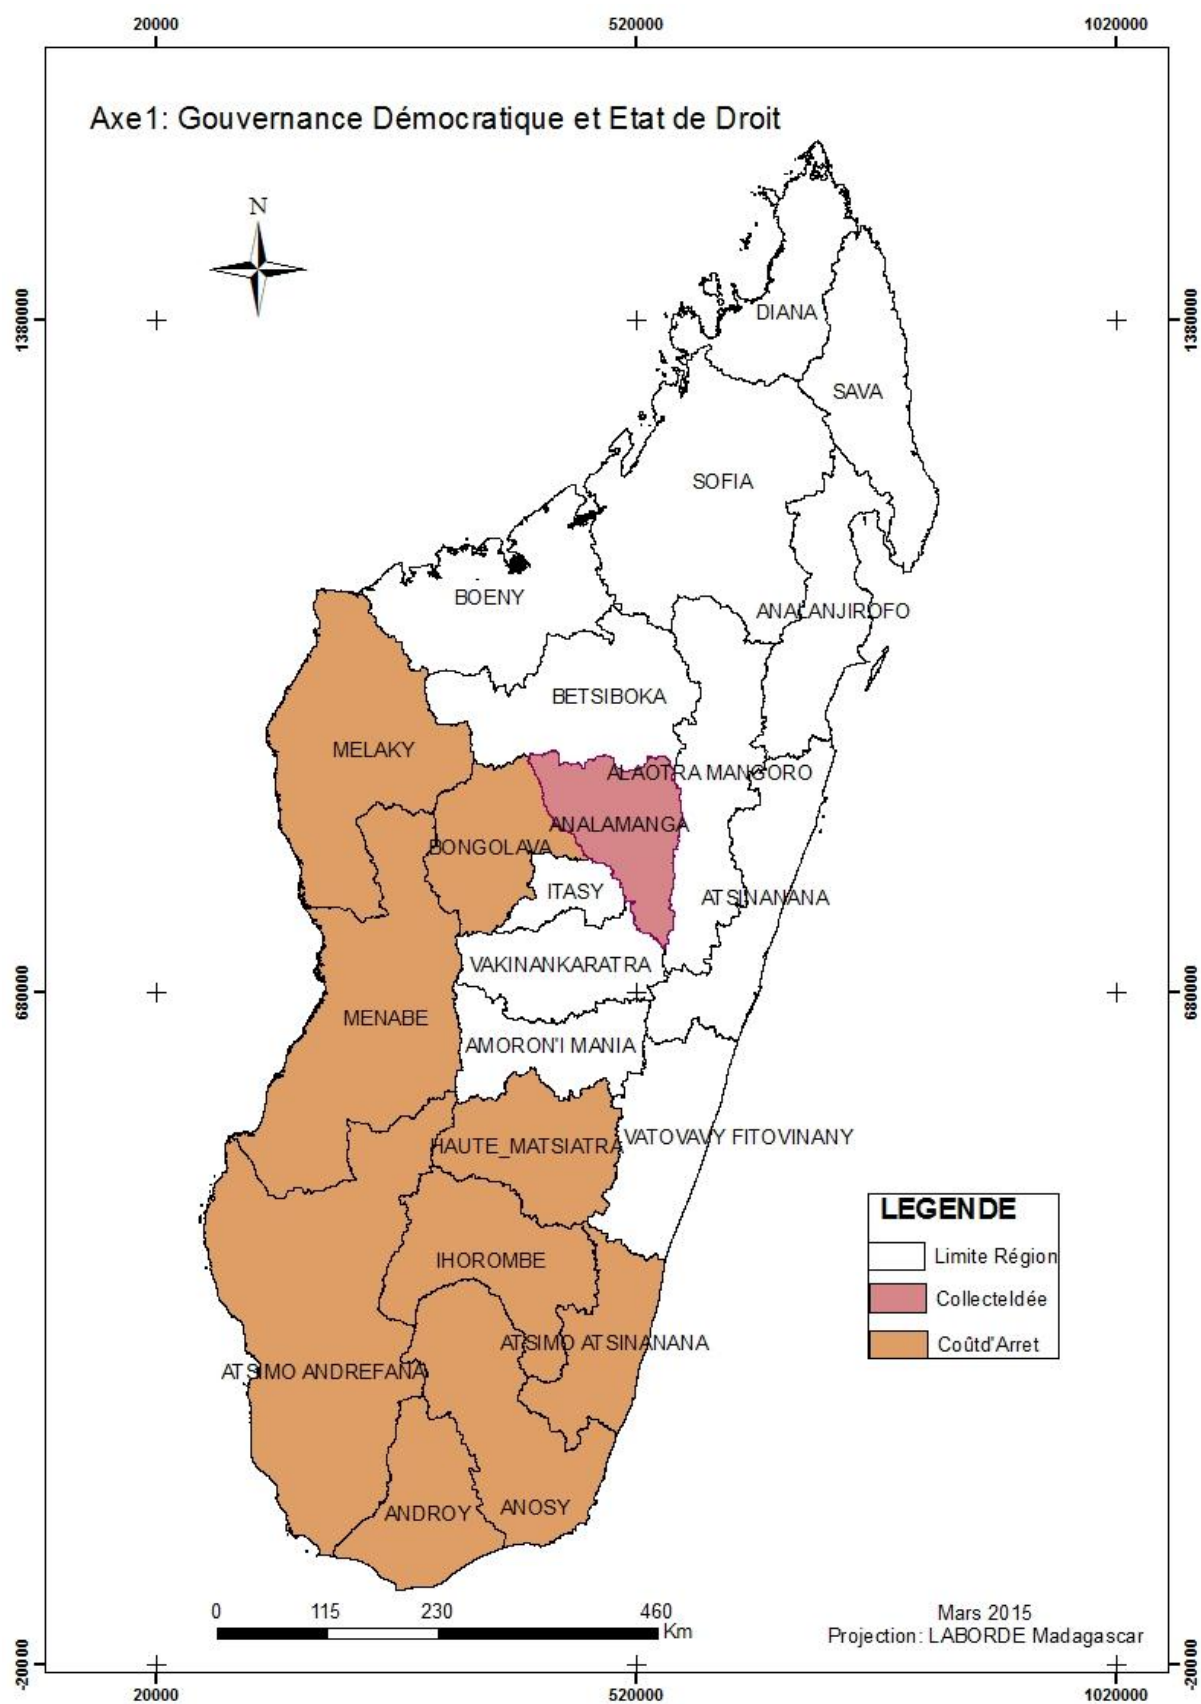 20000 520000 1020000
Axe1: Gouvernance Démocratique et Etat de Droit
N
1380000 1380000
DIANA
SAVA
SOFIA
BOENY
ANALANJIROFO
BETSIBOKA
MELAKY
ALAOTRA MANGORO
ANALAMANGA
BONGOLAVA
ITASY
ATSINANANA
VAKINANKARATRA
680000 680000
MENABE
AMORON'I MANIA
HAUTE_MATSIATRA
VATOVAVY FITOVINANY
LEGENDE
Limite Région
CollecteIdée
Coûtd'Arret
IHOROMBE
ATSIMO ATSINANANA
ATSIMO ANDREFANA
ANDROY
ANOSY
0 115 230 460
Km
Mars 2015
Projection: LABORDE Madagascar
-20000 -20000
20000 520000 1020000